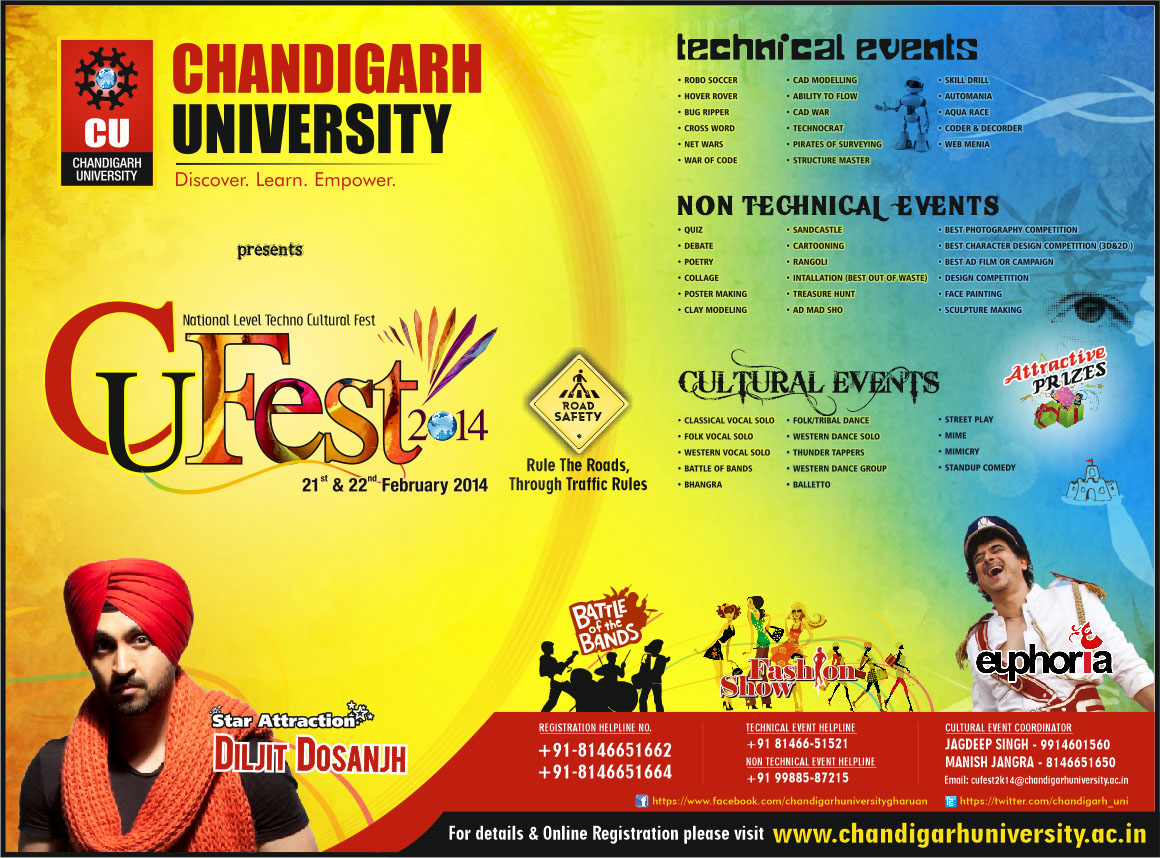 CU
CHANDIGARH
UNIVERSITY
CHANDIGARH
UNIVERSITY
Discover. Learn. Empower.
presents
National Level Techno Cultural Fest
CU Fest 2014
21st & 22nd February 2014
ROAD
SAFETY
Rule The Roads,
Through Traffic Rules
technical events
• ROBO SOCCER
• HOVER ROVER
• BUG RIPPER
• CROSS WORD
• NET WARS
• WAR OF CODE
• CAD MODELLING
• ABILITY TO FLOW
• CAD WAR
• TECHNOCRAT
• PIRATES OF SURVEYING
• STRUCTURE MASTER
• SKILL DRILL
• AUTOMANIA
• AQUA RACE
• CODER & DECORDER
• WEB MENIA
NON TECHNICAL EVENTS
• QUIZ
• DEBATE
• POETRY
• COLLAGE
• POSTER MAKING
• CLAY MODELING
• SANDCASTLE
• CARTOONING
• RANGOLI
• INTALLATION (BEST OUT OF WASTE)
• TREASURE HUNT
• AD MAD SHO
• BEST PHOTOGRAPHY COMPETITION
• BEST CHARACTER DESIGN COMPETITION (3D&2D )
• BEST AD FILM OR CAMPAIGN
• DESIGN COMPETITION
• FACE PAINTING
• SCULPTURE MAKING
Attractive
PRIZES
CULTURAL EVENTS
• CLASSICAL VOCAL SOLO
• FOLK VOCAL SOLO
• WESTERN VOCAL SOLO
• BATTLE OF BANDS
• BHANGRA
• FOLK/TRIBAL DANCE
• WESTERN DANCE SOLO
• THUNDER TAPPERS
• WESTERN DANCE GROUP
• BALLETTO
• STREET PLAY
• MIME
• MIMICRY
• STANDUP COMEDY
Star Attraction
DILJIT DOSANJH
BATTLE
of the
BANDS
Fashion
Show
euphoria
REGISTRATION HELPLINE NO.
+91-8146651662
+91-8146651664
TECHNICAL EVENT HELPLINE
+91 81466-51521
NON TECHNICAL EVENT HELPLINE
+91 99885-87215
CULTURAL EVENT COORDINATOR
JAGDEEP SINGH - 9914601560
MANISH JANGRA - 8146651650
Email: cufest2k14@chandigarhuniversity.ac.in
https://www.facebook.com/chandigarhuniversitygharuan
https://twitter.com/chandigarh_uni
For details & Online Registration please visit www.chandigarhuniversity.ac.in